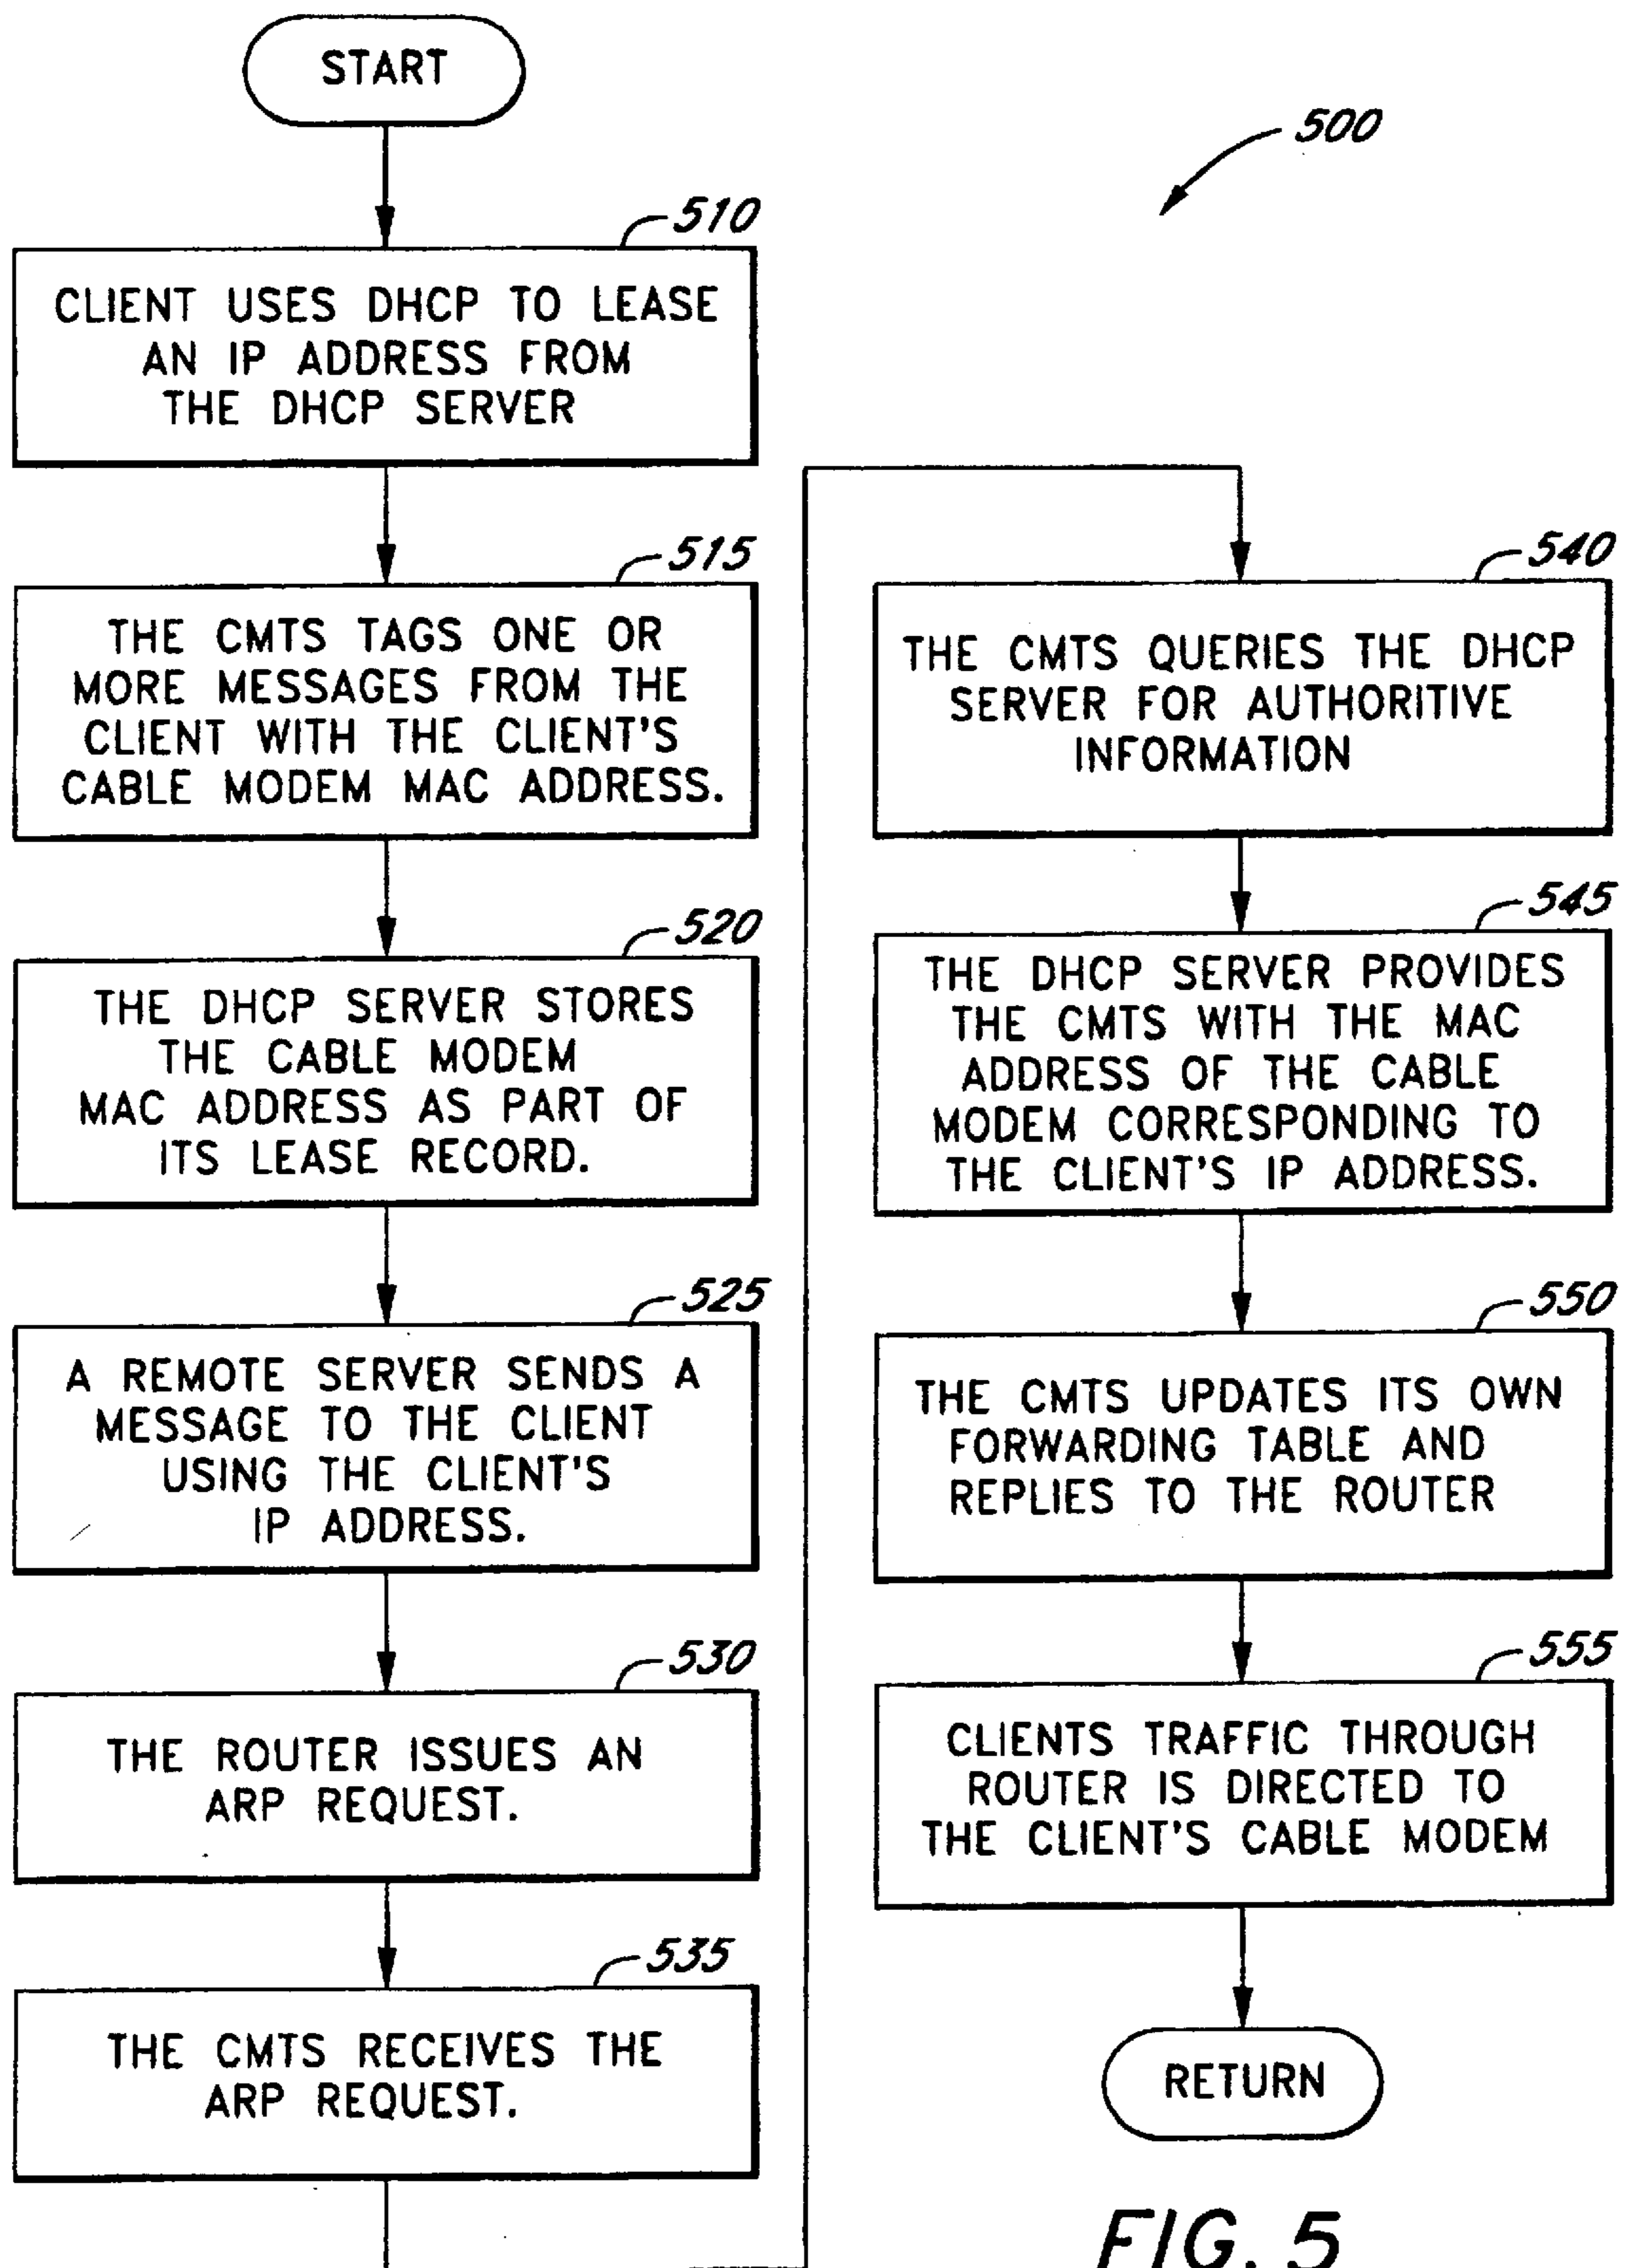 START
500
510
CLIENT USES DHCP TO LEASE
AN IP ADDRESS FROM
THE DHCP SERVER
515
THE CMTS TAGS ONE OR
MORE MESSAGES FROM THE
CLIENT WITH THE CLIENT'S
CABLE MODEM MAC ADDRESS.
520
THE DHCP SERVER STORES
THE CABLE MODEM
MAC ADDRESS AS PART OF
ITS LEASE RECORD.
525
A REMOTE SERVER SENDS A
MESSAGE TO THE CLIENT
USING THE CLIENT'S
IP ADDRESS.
530
THE ROUTER ISSUES AN
ARP REQUEST.
535
THE CMTS RECEIVES THE
ARP REQUEST.
540
THE CMTS QUERIES THE DHCP
SERVER FOR AUTHORITIVE
INFORMATION
545
THE DHCP SERVER PROVIDES
THE CMTS WITH THE MAC
ADDRESS OF THE CABLE
MODEM CORRESPONDING TO
THE CLIENT'S IP ADDRESS.
550
THE CMTS UPDATES ITS OWN
FORWARDING TABLE AND
REPLIES TO THE ROUTER
555
CLIENTS TRAFFIC THROUGH
ROUTER IS DIRECTED TO
THE CLIENT'S CABLE MODEM
RETURN
FIG. 5